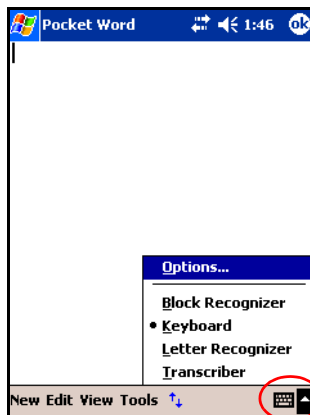 Pocket Word 1:46 ok
Options...
Block Recognizer
Keyboard
Letter Recognizer
Transcriber
New Edit View Tools